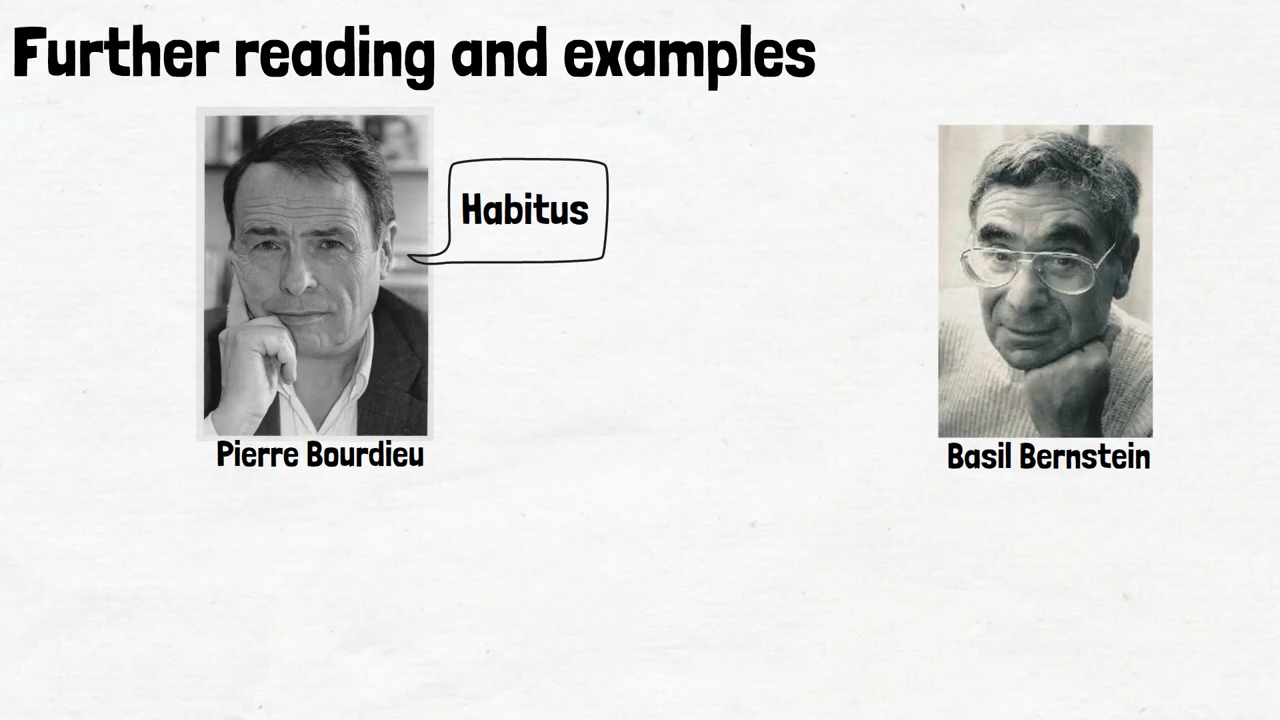 Further reading and examples
Habitus
Pierre Bourdieu
Basil Bernstein